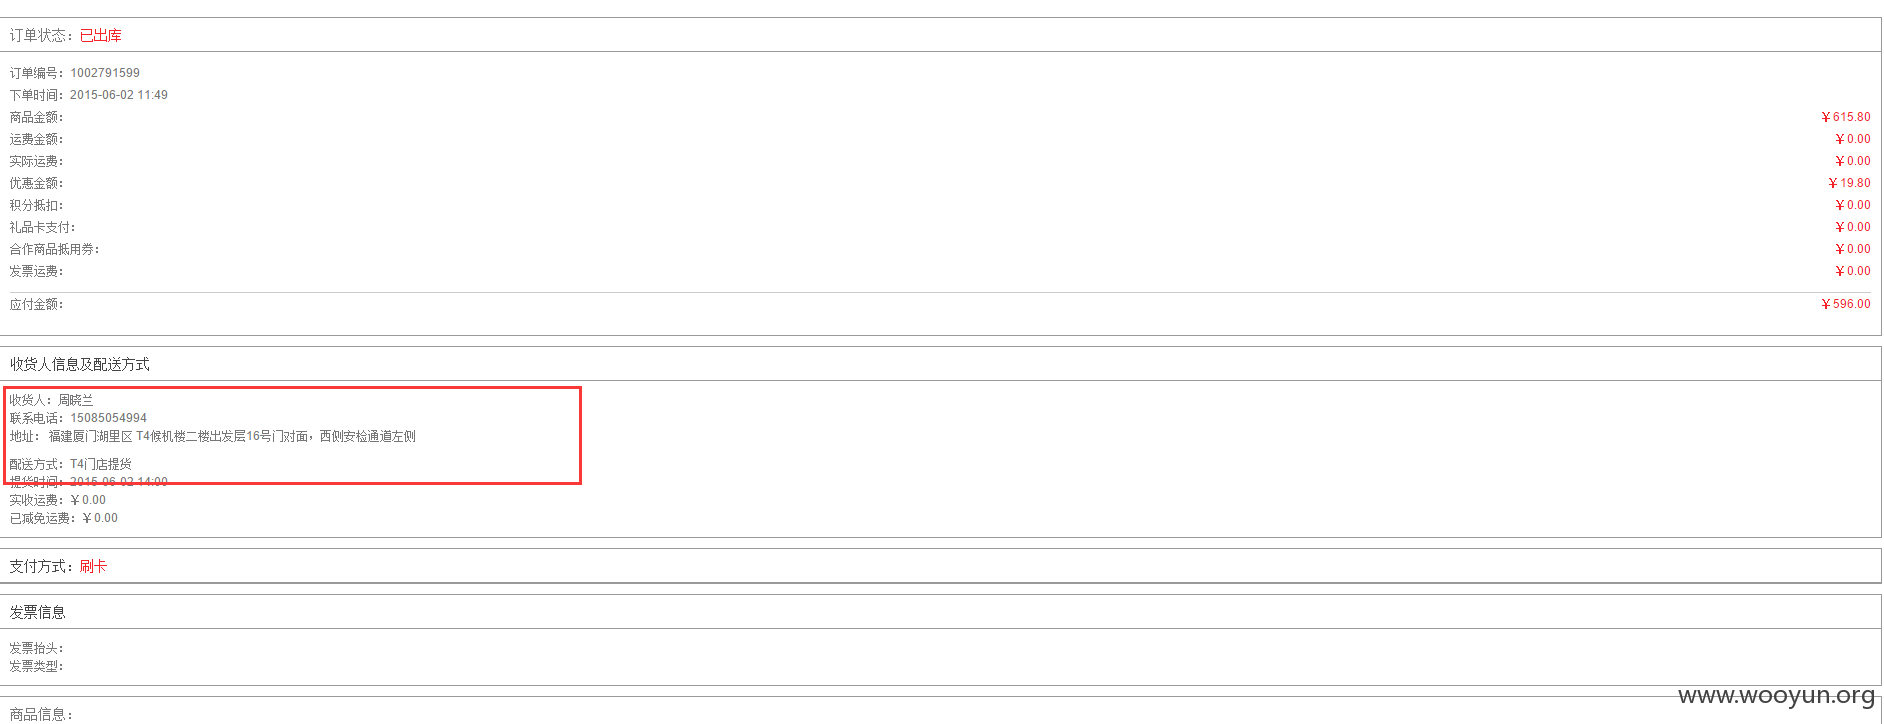 订单状态：已出库
订单编号：1002791599
下单时间：2015-06-02 11:49
商品金额：￥615.80
运费金额：￥0.00
实际运费：￥0.00
优惠金额：￥19.80
积分抵扣：￥0.00
礼品卡支付：￥0.00
合作商品抵用券：￥0.00
发票运费：￥0.00
应付金额：￥596.00
收货人信息及配送方式
收货人：周晓兰
联系电话：15085054994
地址： 福建厦门湖里区 T4候机楼二楼出发层16号门对面，西侧安检通道左侧
配送方式：T4门店提货
提货时间：2015-06-02 14:00
实收运费：￥0.00
已减免运费：￥0.00
支付方式：刷卡
发票信息
发票抬头：
发票类型：
www.wooyun.org
商品信息：